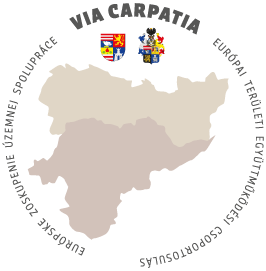 VIA CARPATIA
EURÓPAI TERÜLETI EGYÜTTMŰKÖDÉSI CSOPORTOSULÁS
EURÓPSKE ZOSKUPENIE ÚZEMNEJ SPOLUPRÁCE